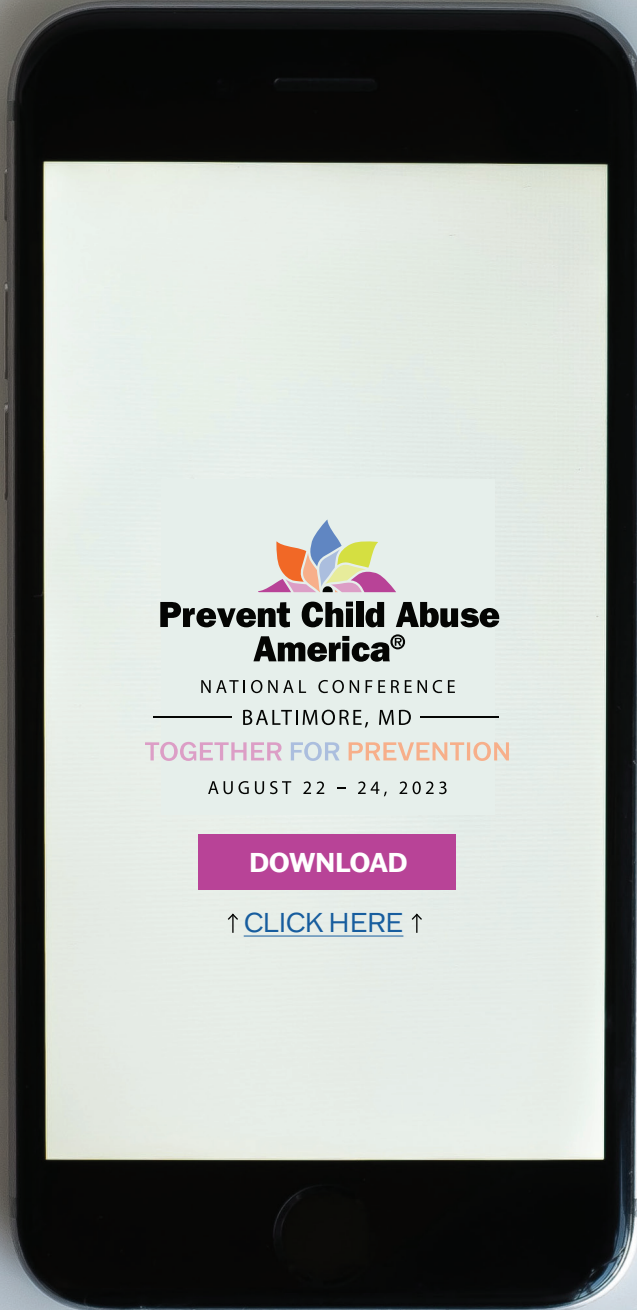 Prevent Child Abuse
America®
NATIONAL CONFERENCE
BALTIMORE, MD
TOGETHER FOR PREVENTION
AUGUST 22 – 24, 2023
DOWNLOAD
↑ CLICK HERE ↑